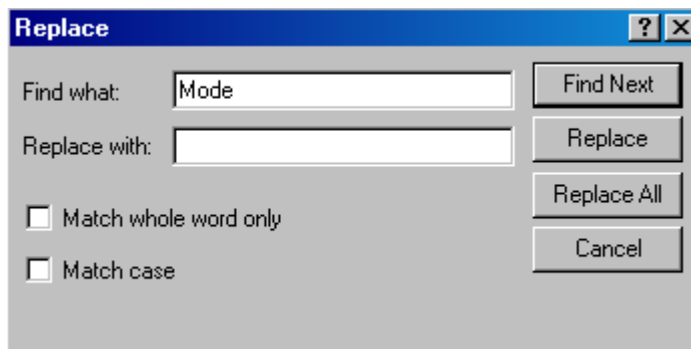 Replace
Find what: Mode Find Next
Replace with: Replace
Replace All
Match whole word only
Cancel
Match case